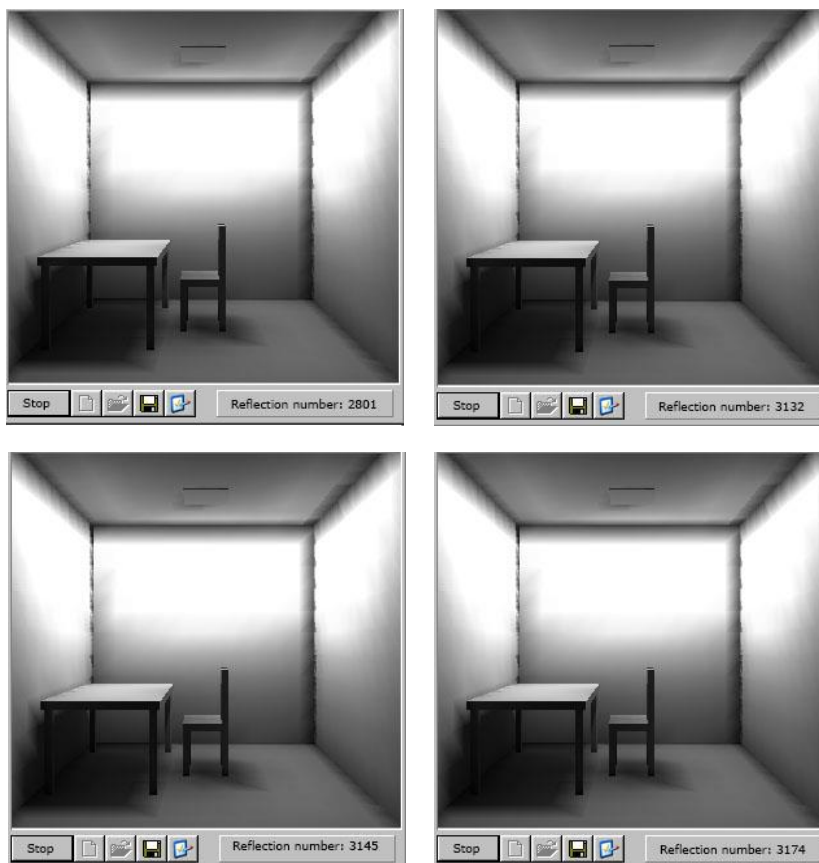 Stop Reflection number: 2801
Stop Reflection number: 3132
Stop Reflection number: 3145
Stop Reflection number: 3174